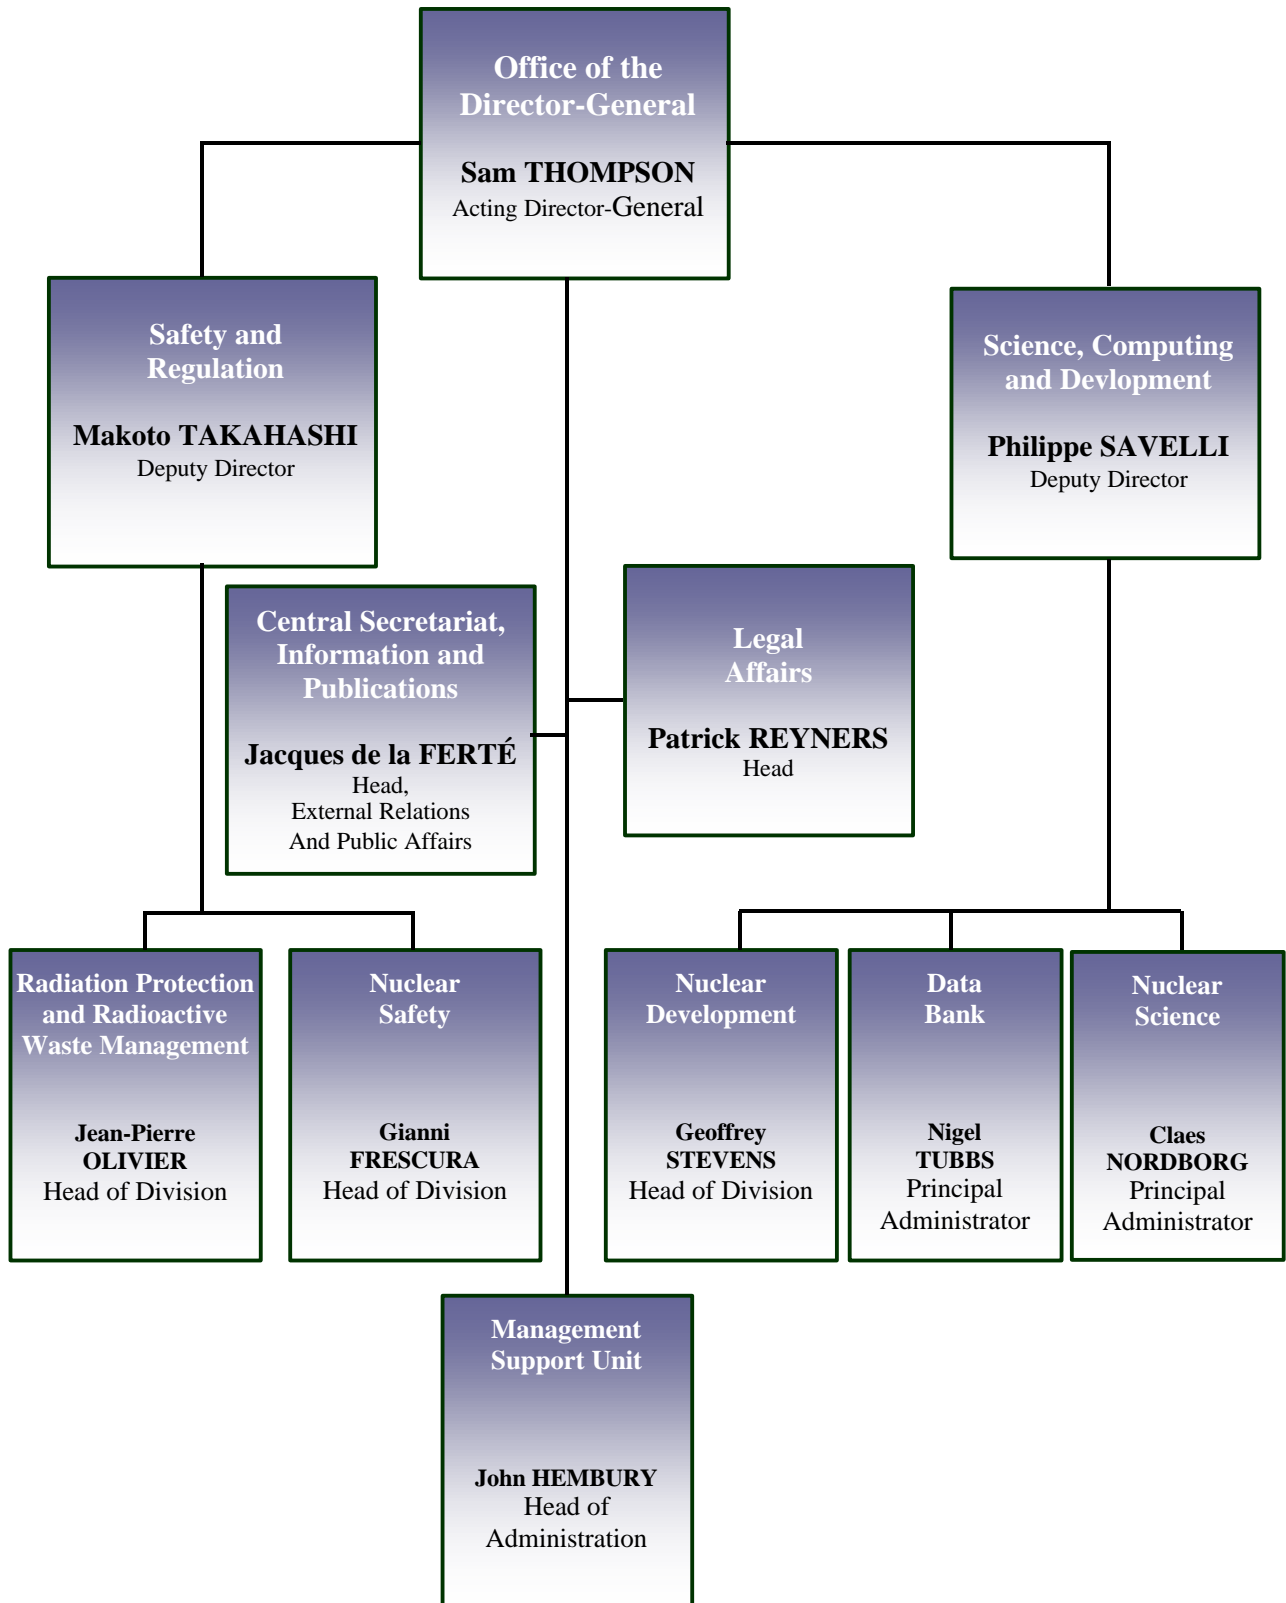 Office of the
Director-General
Sam THOMPSON
Acting Director-General
Safety and
Regulation
Makoto TAKAHASHI
Deputy Director
Science, Computing
and Devlopment
Philippe SAVELLI
Deputy Director
Central Secretariat,
Information and
Publications
Jacques de la FERTÉ
Head,
External Relations
And Public Affairs
Legal
Affairs
Patrick REYNERS
Head
Radiation Protection
and Radioactive
Waste Management
Jean-Pierre
OLIVIER
Head of Division
Nuclear
Safety
Gianni
FRESCURA
Head of Division
Nuclear
Development
Geoffrey
STEVENS
Head of Division
Data
Bank
Nigel
TUBBS
Principal
Administrator
Nuclear
Science
Claes
NORDBORG
Principal
Administrator
Management
Support Unit
John HEMBURY
Head of
Administration